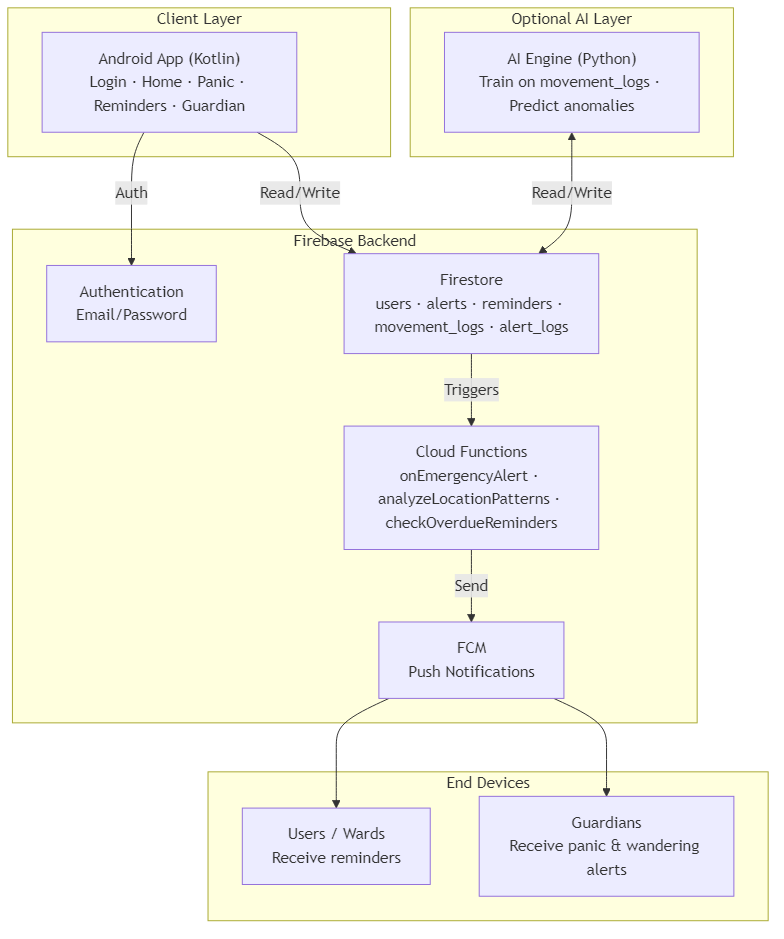 Client Layer
Android App (Kotlin)
Login · Home · Panic ·
Reminders · Guardian
Optional AI Layer
AI Engine (Python)
Train on movement_logs ·
Predict anomalies
Auth
Read/Write
Read/Write
Firebase Backend
Authentication
Email/Password
Firestore
users · alerts · reminders ·
movement_logs · alert_logs
Triggers
Cloud Functions
onEmergencyAlert ·
analyzeLocationPatterns ·
checkOverdueReminders
Send
FCM
Push Notifications
End Devices
Users / Wards
Receive reminders
Guardians
Receive panic & wandering
alerts